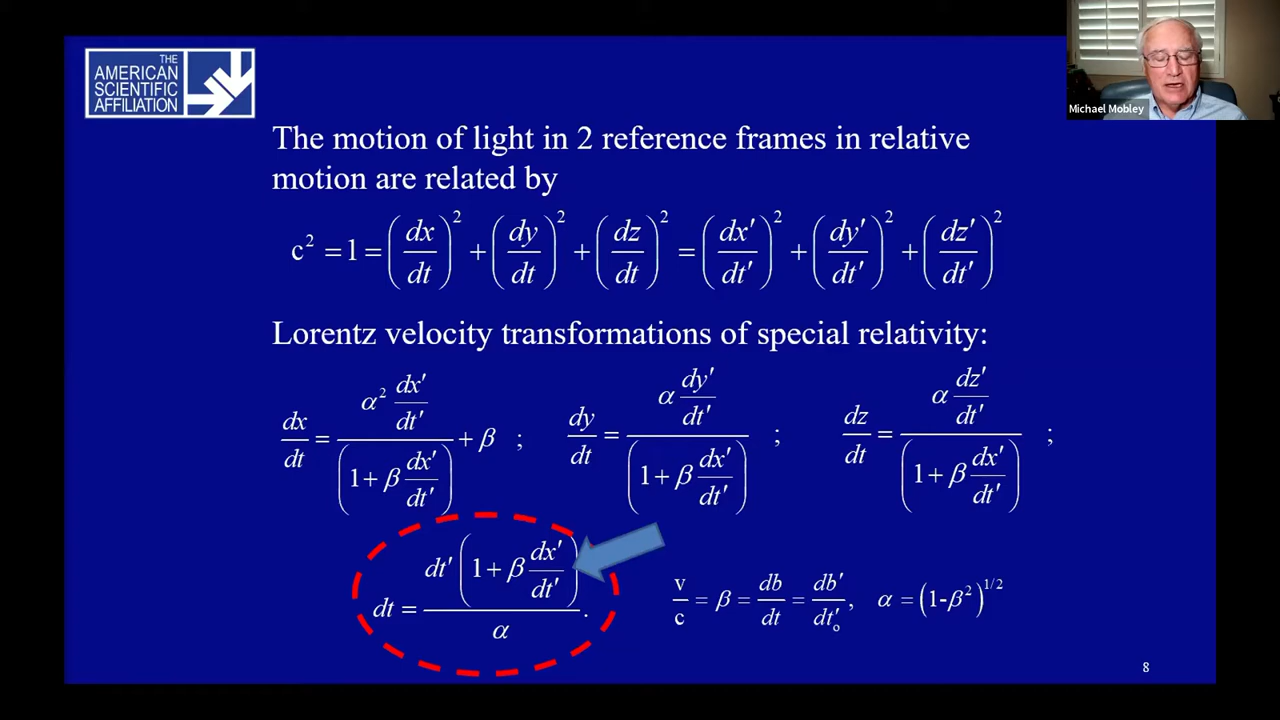 THE
AMERICAN
SCIENTIFIC
AFFILIATION
Michael Mobley
The motion of light in 2 reference frames in relative
motion are related by
c² = 1 = (dx/dt)² + (dy/dt)² + (dz/dt)² = (dx′/dt′)² + (dy′/dt′)² + (dz′/dt′)²
Lorentz velocity transformations of special relativity:
dx/dt = α² dx′/dt′ / (1 + β dx′/dt′) + β ; dy/dt = α dy′/dt′ / (1 + β dx′/dt′) ; dz/dt = α dz′/dt′ / (1 + β dx′/dt′) ;
dt = dt′ (1 + β dx′/dt′) / α . v/c = β = db/dt = db′/dt′ₒ, α = (1-β²)^1/2
8